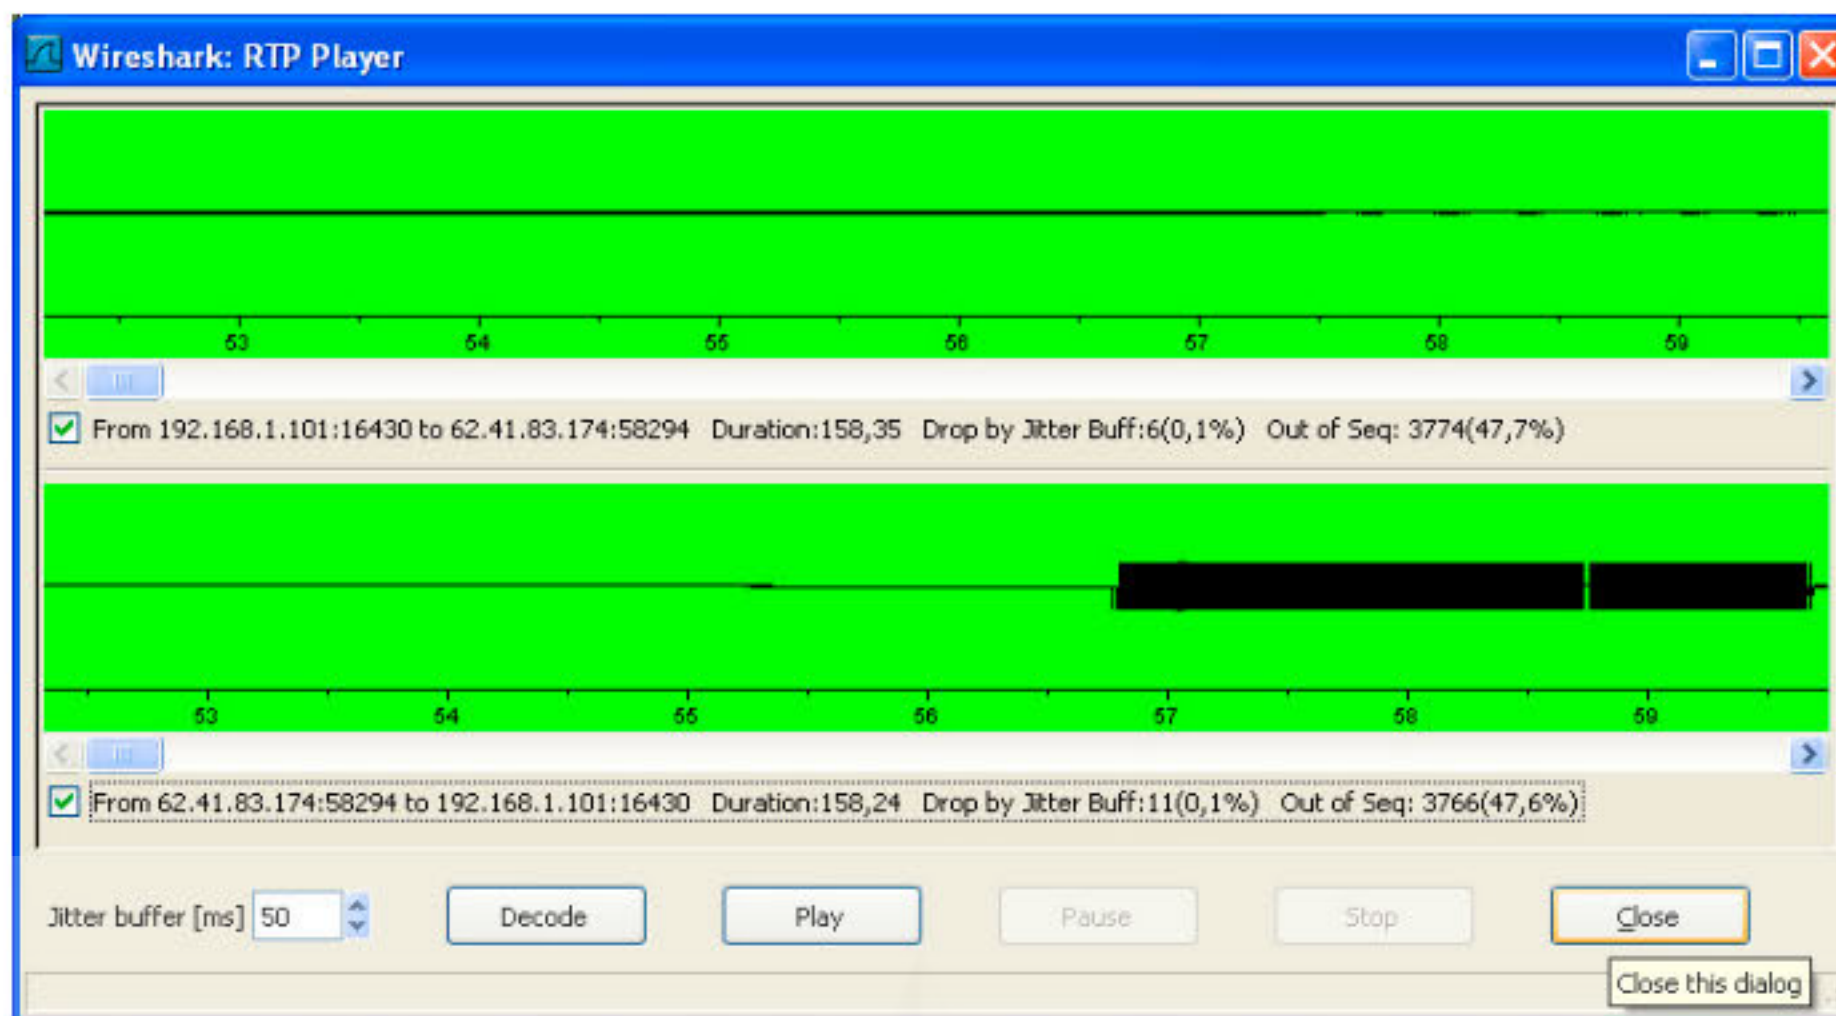 Wireshark: RTP Player
53 54 55 56 57 58 59
From 192.168.1.101:16430 to 62.41.83.174:58294 Duration:158,35 Drop by Jitter Buff:6(0,1%) Out of Seq: 3774(47,7%)
53 54 55 56 57 58 59
From 62.41.83.174:58294 to 192.168.1.101:16430 Duration:158,24 Drop by Jitter Buff:11(0,1%) Out of Seq: 3766(47,6%)
Jitter buffer [ms] 50 Decode Play Pause Stop Close
Close this dialog